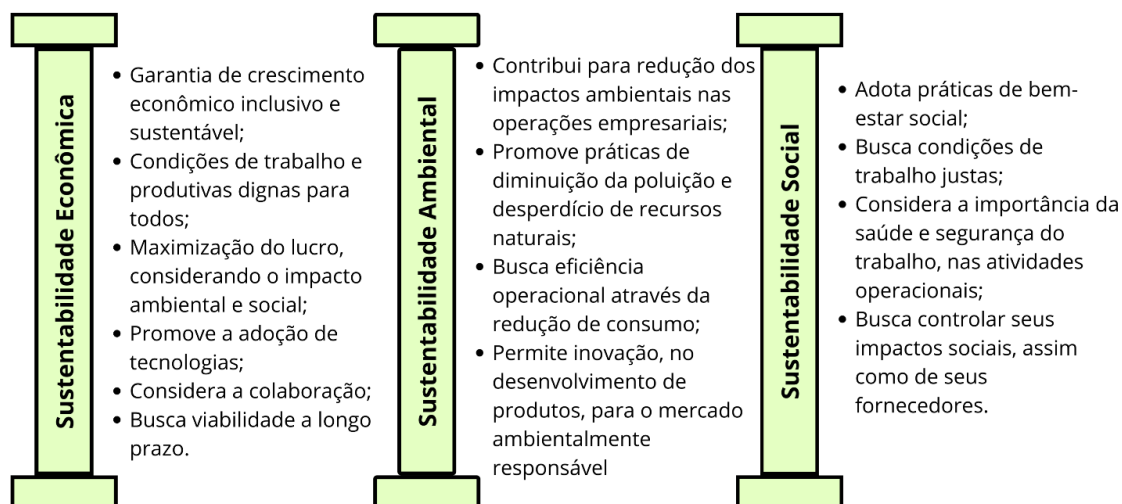 Sustentabilidade Econômica
• Garantia de crescimento
econômico inclusivo e
sustentável;
• Condições de trabalho e
produtivas dignas para
todos;
• Maximização do lucro,
considerando o impacto
ambiental e social;
• Promove a adoção de
tecnologias;
• Considera a colaboração;
• Busca viabilidade a longo
prazo.
Sustentabilidade Ambiental
• Contribui para redução dos
impactos ambientais nas
operações empresariais;
• Promove práticas de
diminuição da poluição e
desperdício de recursos
naturais;
• Busca eficiência
operacional através da
redução de consumo;
• Permite inovação, no
desenvolvimento de
produtos, para o mercado
ambientalmente
responsável
Sustentabilidade Social
• Adota práticas de bem-
estar social;
• Busca condições de
trabalho justas;
• Considera a importância da
saúde e segurança do
trabalho, nas atividades
operacionais;
• Busca controlar seus
impactos sociais, assim
como de seus
fornecedores.